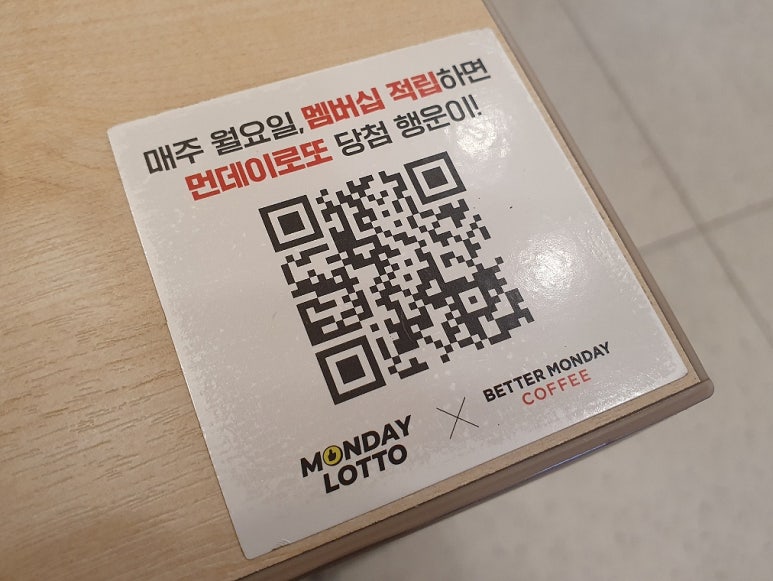 매주 월요일, 멤버십 적립하면
먼데이로또 당첨 행운이!
MONDAY
LOTTO
BETTER MONDAY
COFFEE